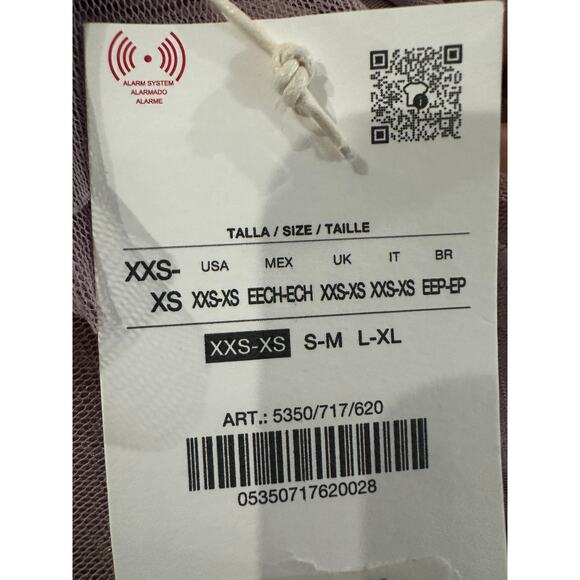 ALARM SYSTEM
ALARMADO
ALARME
TALLA / SIZE / TAILLE
XXS-XS
USA MEX UK IT BR
XXS-XS EECH-ECH XXS-XS XXS-XS EEP-EP
XXS-XS S-M L-XL
ART.: 5350/717/620
05350717620028